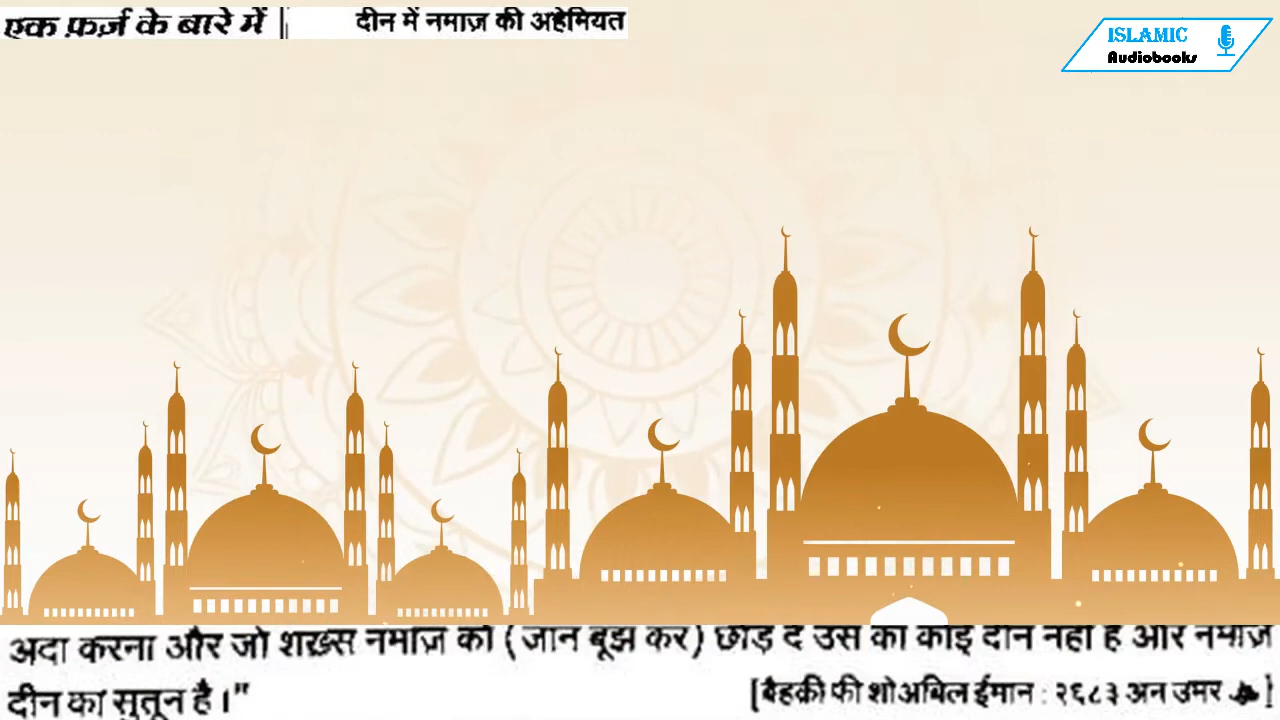 एक फ़र्ज़ के बारे में || दीन में नमाज़ की अहेमियत
ISLAMIC
Audiobooks
अदा करना और जो शख़्स नमाज़ को (जान बूझ कर) छोड़ दे उस का कोई दीन नहीं है और नमाज़
दीन का सुतून है।" [बैहक़ी फी शोअबिल ईमान : २६८३ अन उमर ]